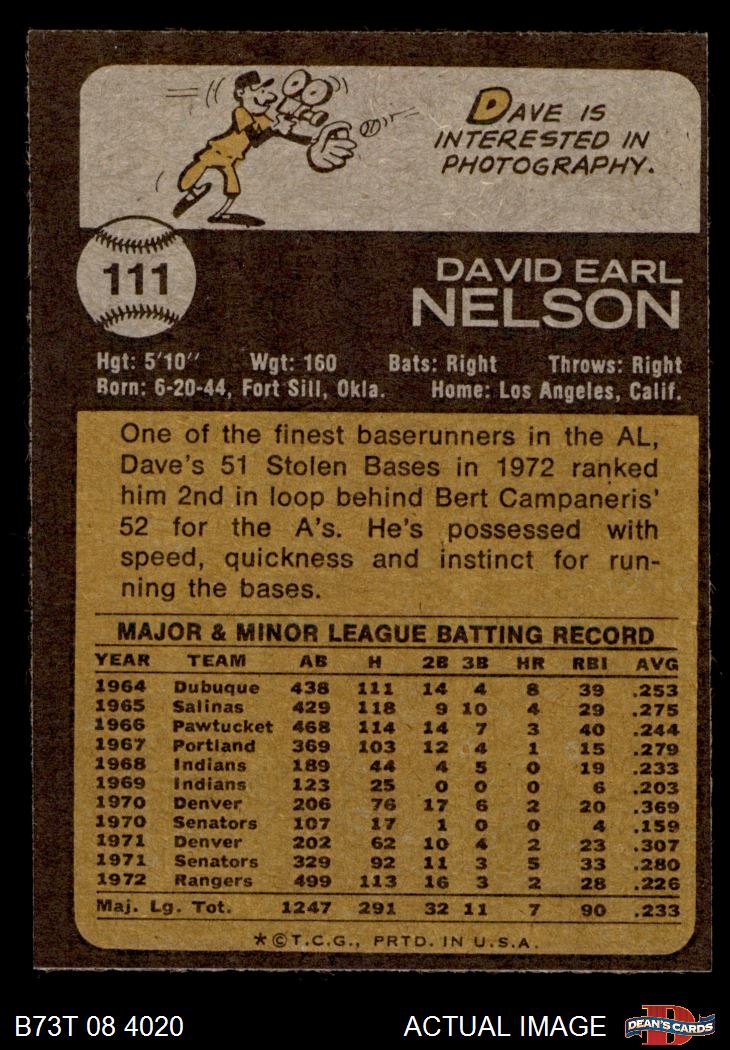 DAVE IS
INTERESTED IN
PHOTOGRAPHY.
111
DAVID EARL
NELSON
Hgt: 5'10" Wgt: 160 Bats: Right Throws: Right
Born: 6-20-44, Fort Sill, Okla. Home: Los Angeles, Calif.
One of the finest baserunners in the AL,
Dave's 51 Stolen Bases in 1972 ranked
him 2nd in loop behind Bert Campaneris'
52 for the A's. He's possessed with
speed, quickness and instinct for run-
ning the bases.
MAJOR & MINOR LEAGUE BATTING RECORD
YEAR TEAM AB H 2B 3B HR RBI AVG
1964 Dubuque 438 111 14 4 8 39 .253
1965 Salinas 429 118 9 10 4 29 .275
1966 Pawtucket 468 114 14 7 3 40 .244
1967 Portland 369 103 12 4 1 15 .279
1968 Indians 189 44 4 5 0 19 .233
1969 Indians 123 25 0 0 0 6 .203
1970 Denver 206 76 17 6 2 20 .369
1970 Senators 107 17 1 0 0 4 .159
1971 Denver 202 62 10 4 2 23 .307
1971 Senators 329 92 11 3 5 33 .280
1972 Rangers 499 113 16 3 2 28 .226
Maj. Lg. Tot. 1247 291 32 11 7 90 .233
*©T.C.G., PRTD. IN U.S.A.
B73T 08 4020 ACTUAL IMAGE DEAN'S CARDS